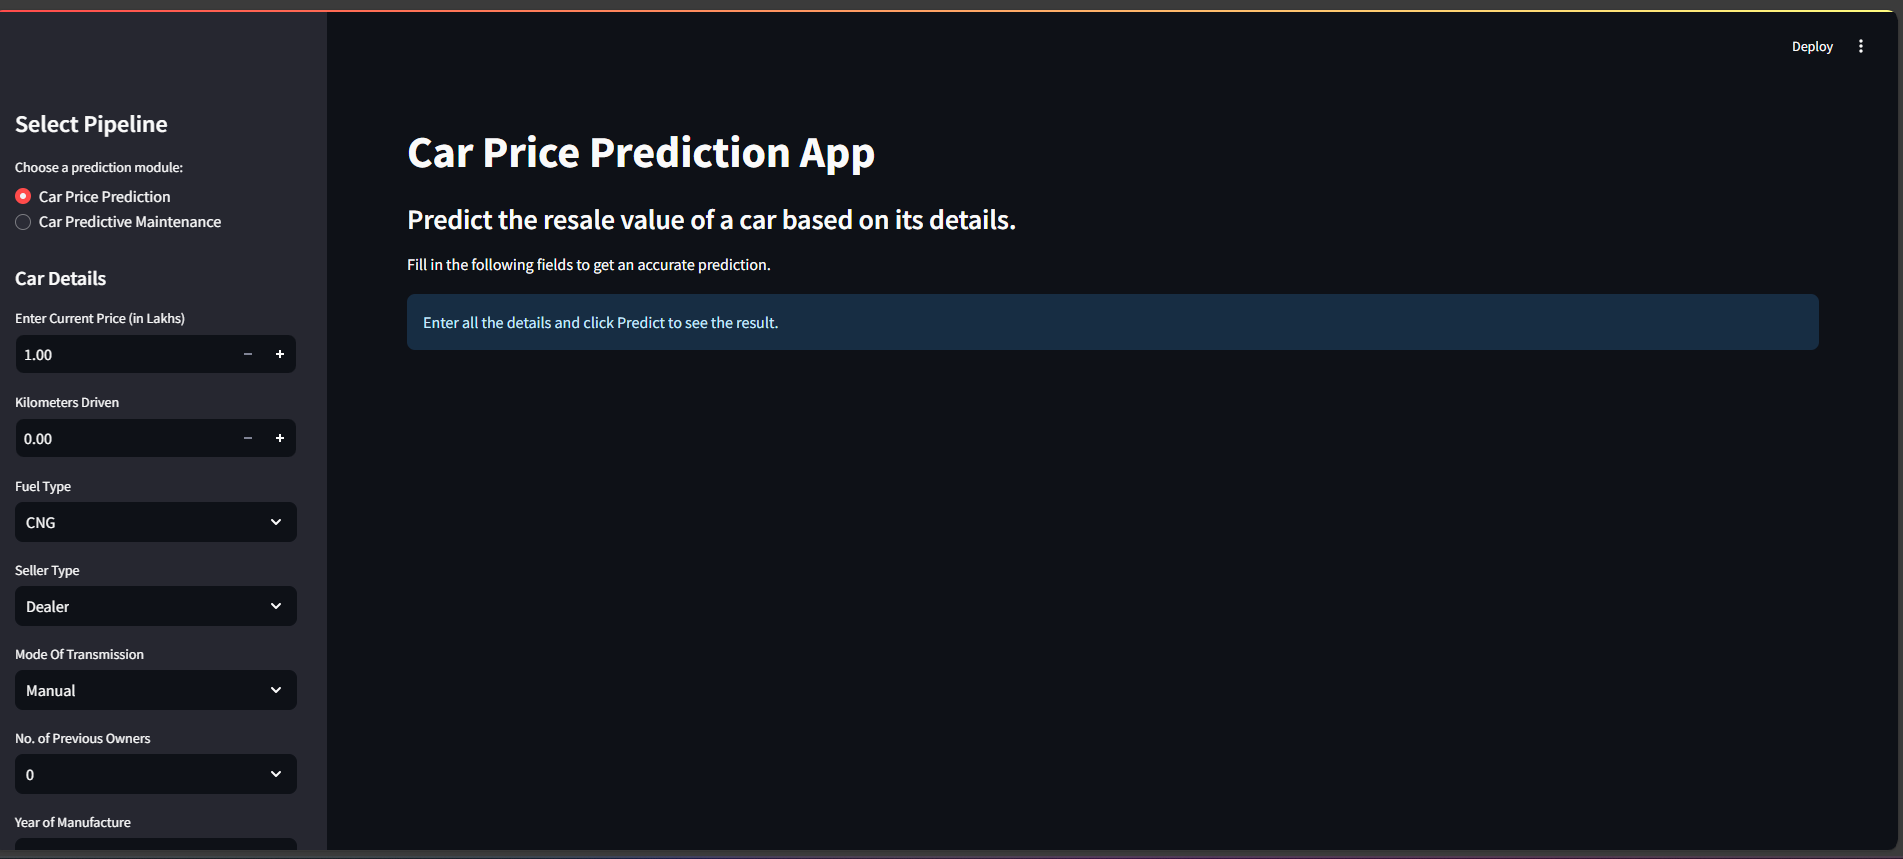 Deploy
Select Pipeline
Choose a prediction module:
Car Price Prediction
Car Predictive Maintenance
Car Details
Enter Current Price (in Lakhs)
1.00
Kilometers Driven
0.00
Fuel Type
CNG
Seller Type
Dealer
Mode Of Transmission
Manual
No. of Previous Owners
0
Year of Manufacture
Car Price Prediction App
Predict the resale value of a car based on its details.
Fill in the following fields to get an accurate prediction.
Enter all the details and click Predict to see the result.